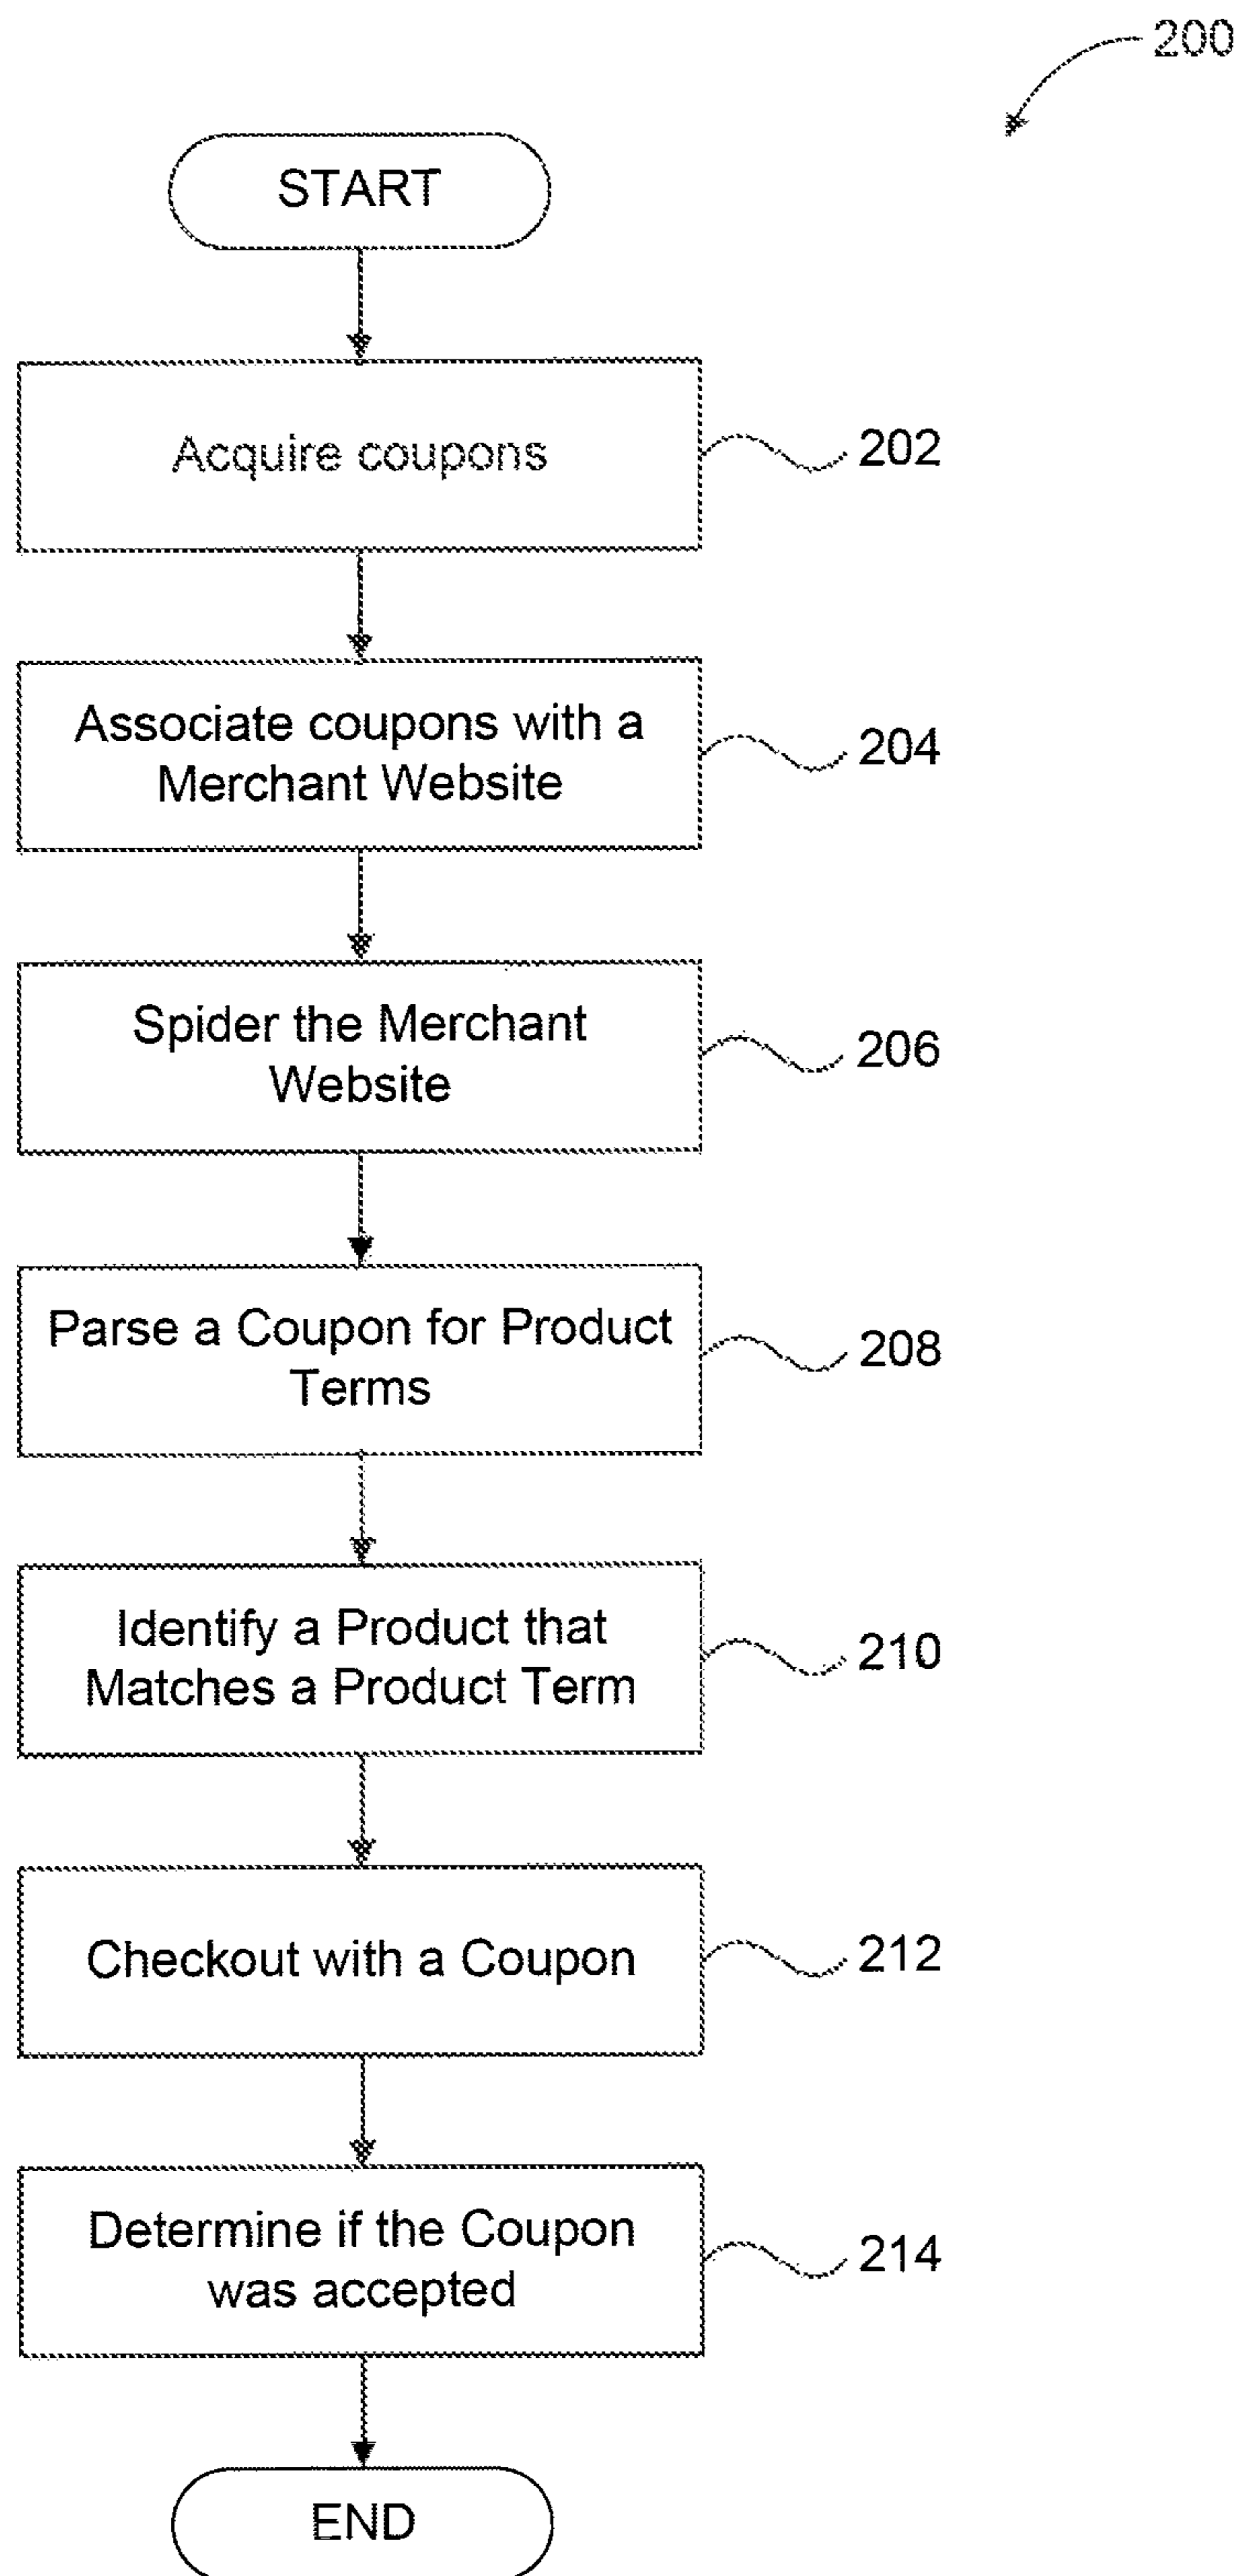 200
START
Acquire coupons
202
Associate coupons with a
Merchant Website
204
Spider the Merchant
Website
206
Parse a Coupon for Product
Terms
208
Identify a Product that
Matches a Product Term
210
Checkout with a Coupon
212
Determine if the Coupon
was accepted
214
END